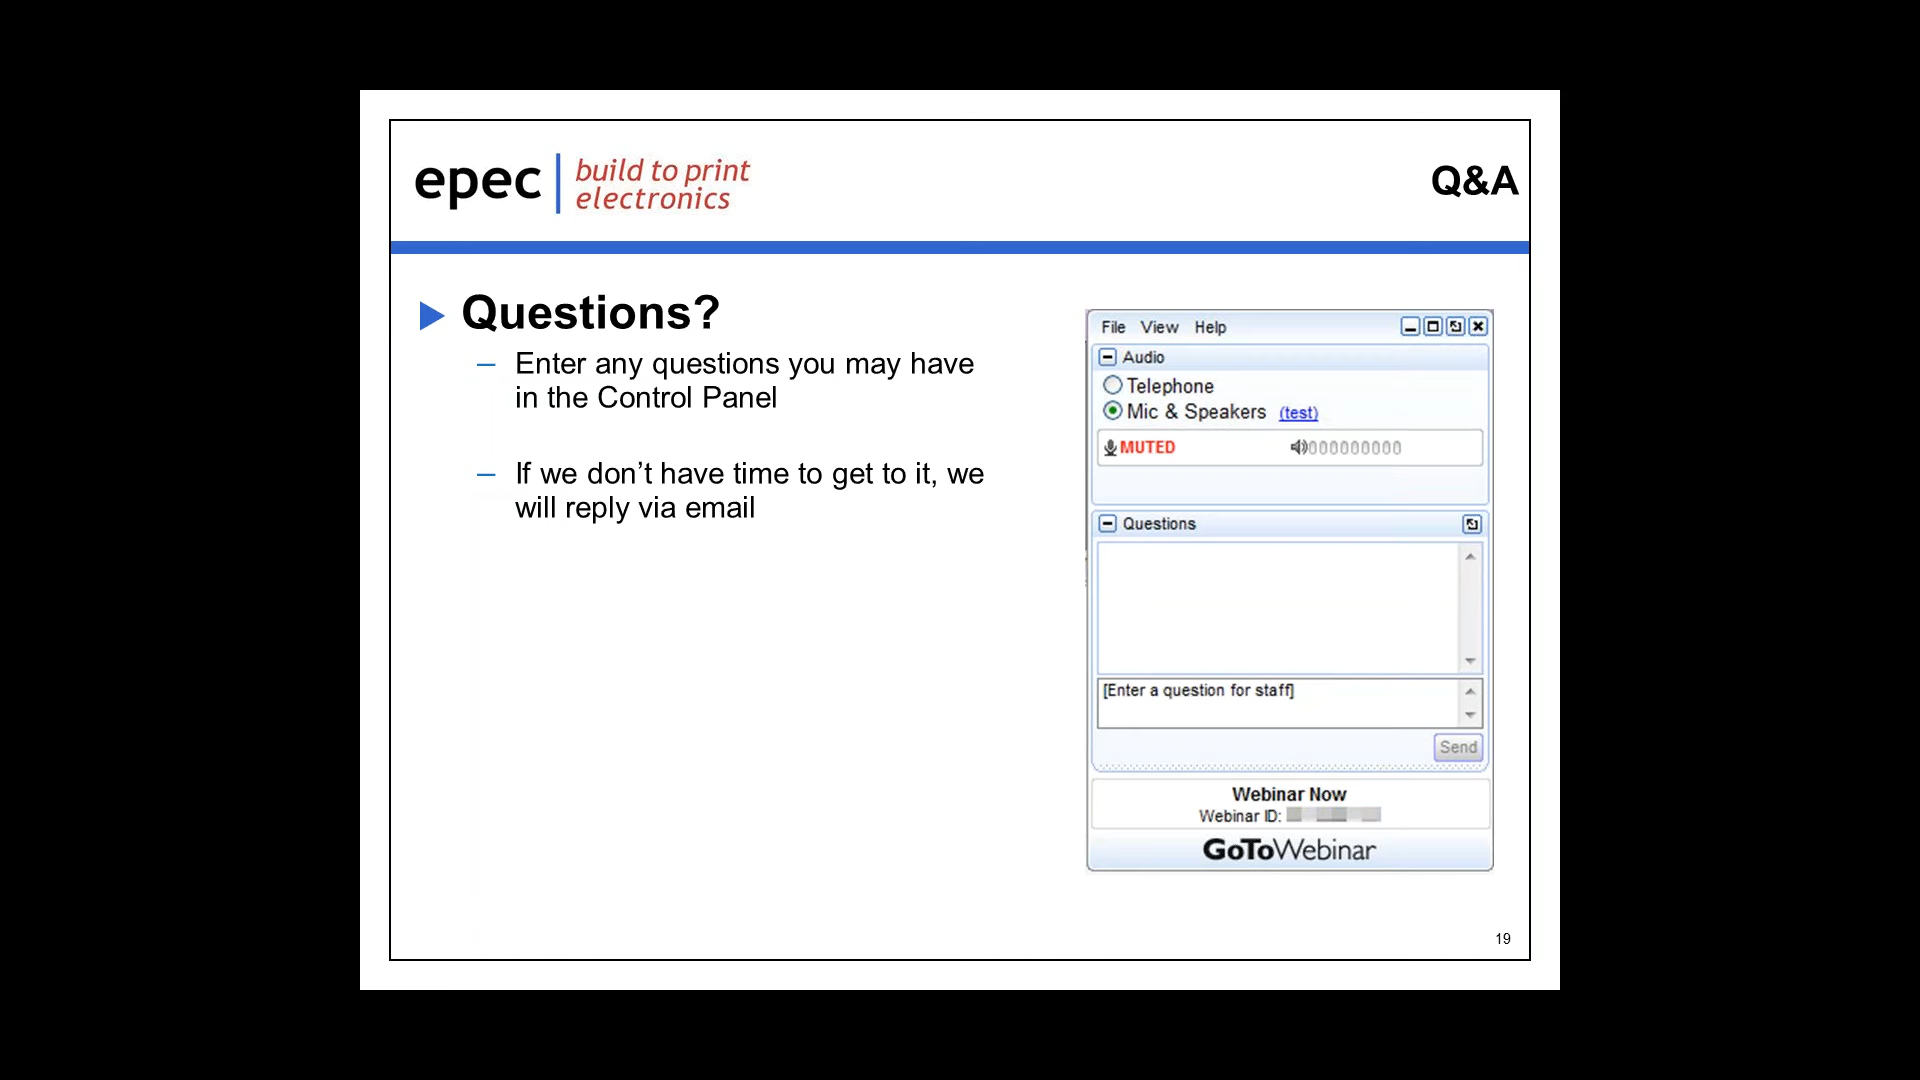 epec
build to print
electronics
Q&A
Questions?
– Enter any questions you may have
in the Control Panel
– If we don’t have time to get to it, we
will reply via email
File View Help
Audio
Telephone
Mic & Speakers (test)
MUTED
Questions
[Enter a question for staff]
Send
Webinar Now
Webinar ID:
GoToWebinar
19